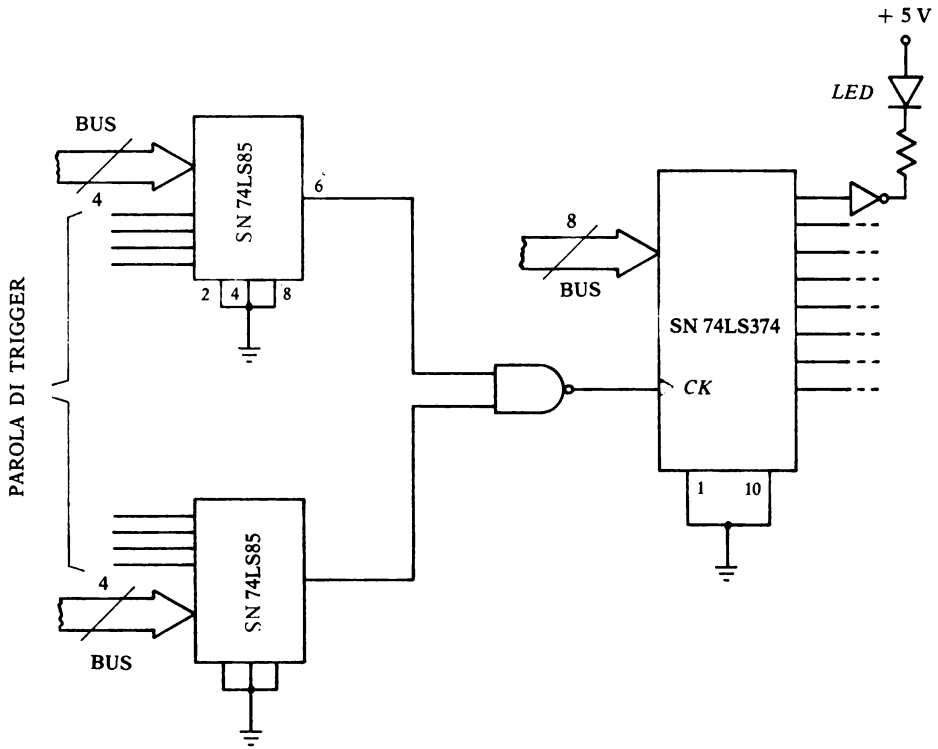 + 5 V
LED
BUS
4
SN 74LS85
6
2 4 8
PAROLA DI TRIGGER
8
BUS
SN 74LS374
CK
1 10
4
BUS
SN 74LS85